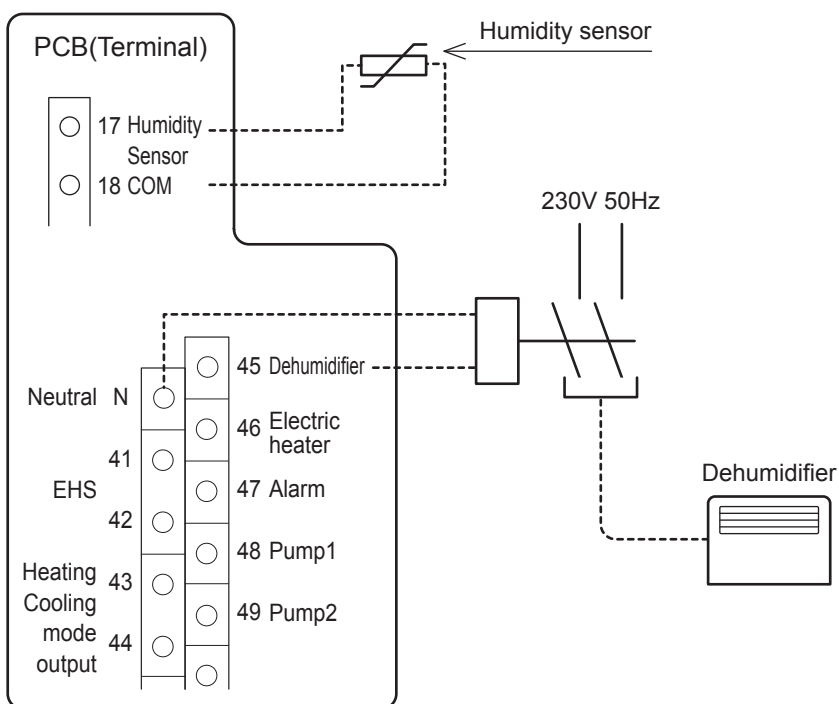 PCB(Terminal)
Humidity sensor
17 Humidity
Sensor
18 COM
230V 50Hz
45 Dehumidifier
Neutral N
46 Electric
heater
41
EHS
47 Alarm
42
48 Pump1
Heating
43
Cooling
49 Pump2
mode
44
output
Dehumidifier